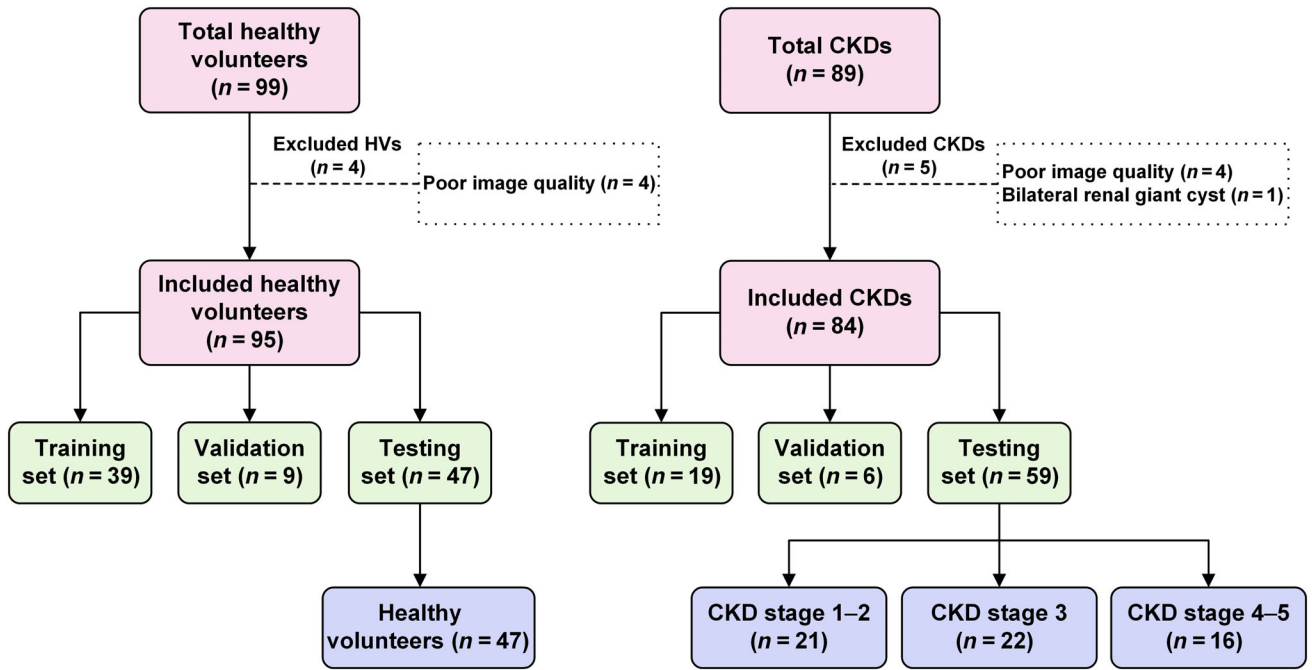 Total healthy
volunteers
(n = 99)
Excluded HVs
(n = 4)
Poor image quality (n = 4)
Included healthy
volunteers
(n = 95)
Training
set (n = 39)
Validation
set (n = 9)
Testing
set (n = 47)
Healthy
volunteers (n = 47)
Total CKDs
(n = 89)
Excluded CKDs
(n = 5)
Poor image quality (n = 4)
Bilateral renal giant cyst (n = 1)
Included CKDs
(n = 84)
Training
set (n = 19)
Validation
set (n = 6)
Testing
set (n = 59)
CKD stage 1–2
(n = 21)
CKD stage 3
(n = 22)
CKD stage 4–5
(n = 16)